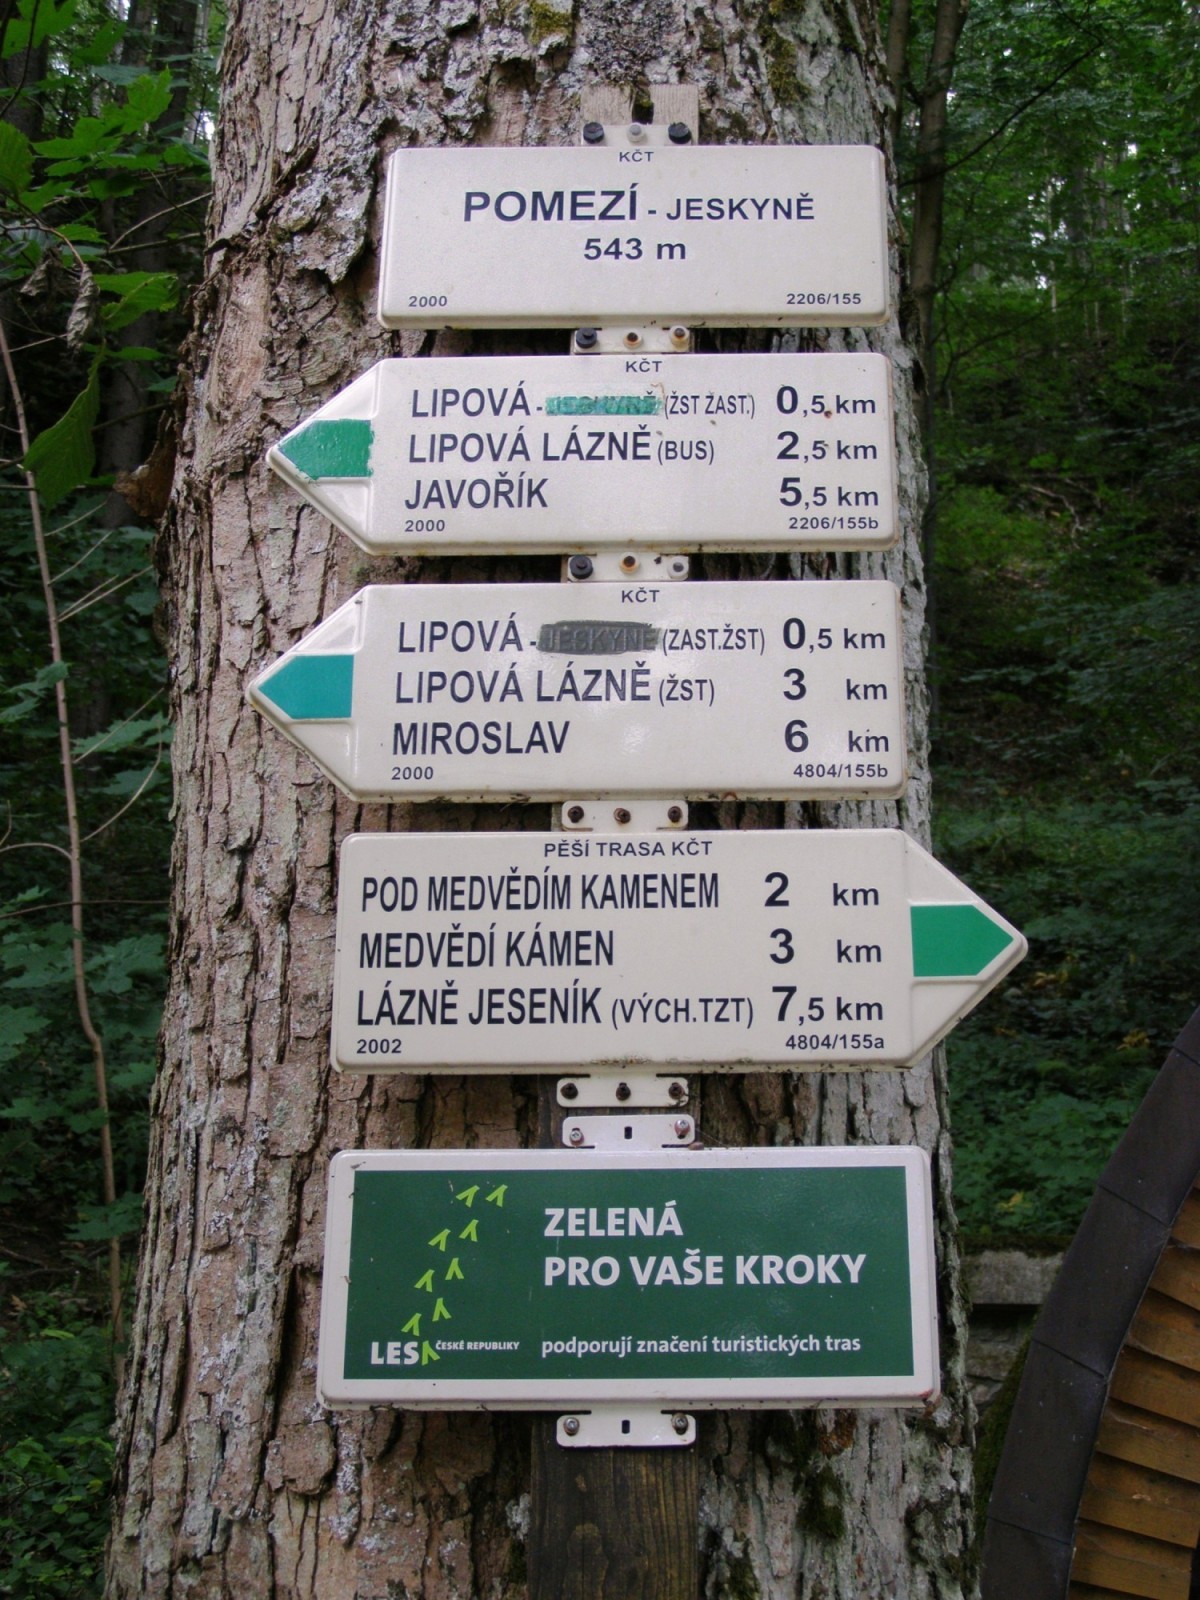 KČT
POMEZÍ - JESKYNĚ
543 m
2000 2206/155
KČT
LIPOVÁ - JESKYNĚ (ŽST ZAST.) 0,5 km
LIPOVÁ LÁZNĚ (BUS) 2,5 km
JAVOŘÍK 5,5 km
2000 2206/155b
KČT
LIPOVÁ - JESKYNĚ (ZAST.ŽST) 0,5 km
LIPOVÁ LÁZNĚ (ŽST) 3 km
MIROSLAV 6 km
2000 4804/155b
PĚŠÍ TRASA KČT
POD MEDVĚDÍM KAMENEM 2 km
MEDVĚDÍ KÁMEN 3 km
LÁZNĚ JESENÍK (VÝCH.TZT) 7,5 km
2002 4804/155a
ZELENÁ
PRO VAŠE KROKY
LESY ČESKÉ REPUBLIKY podporují značení turistických tras